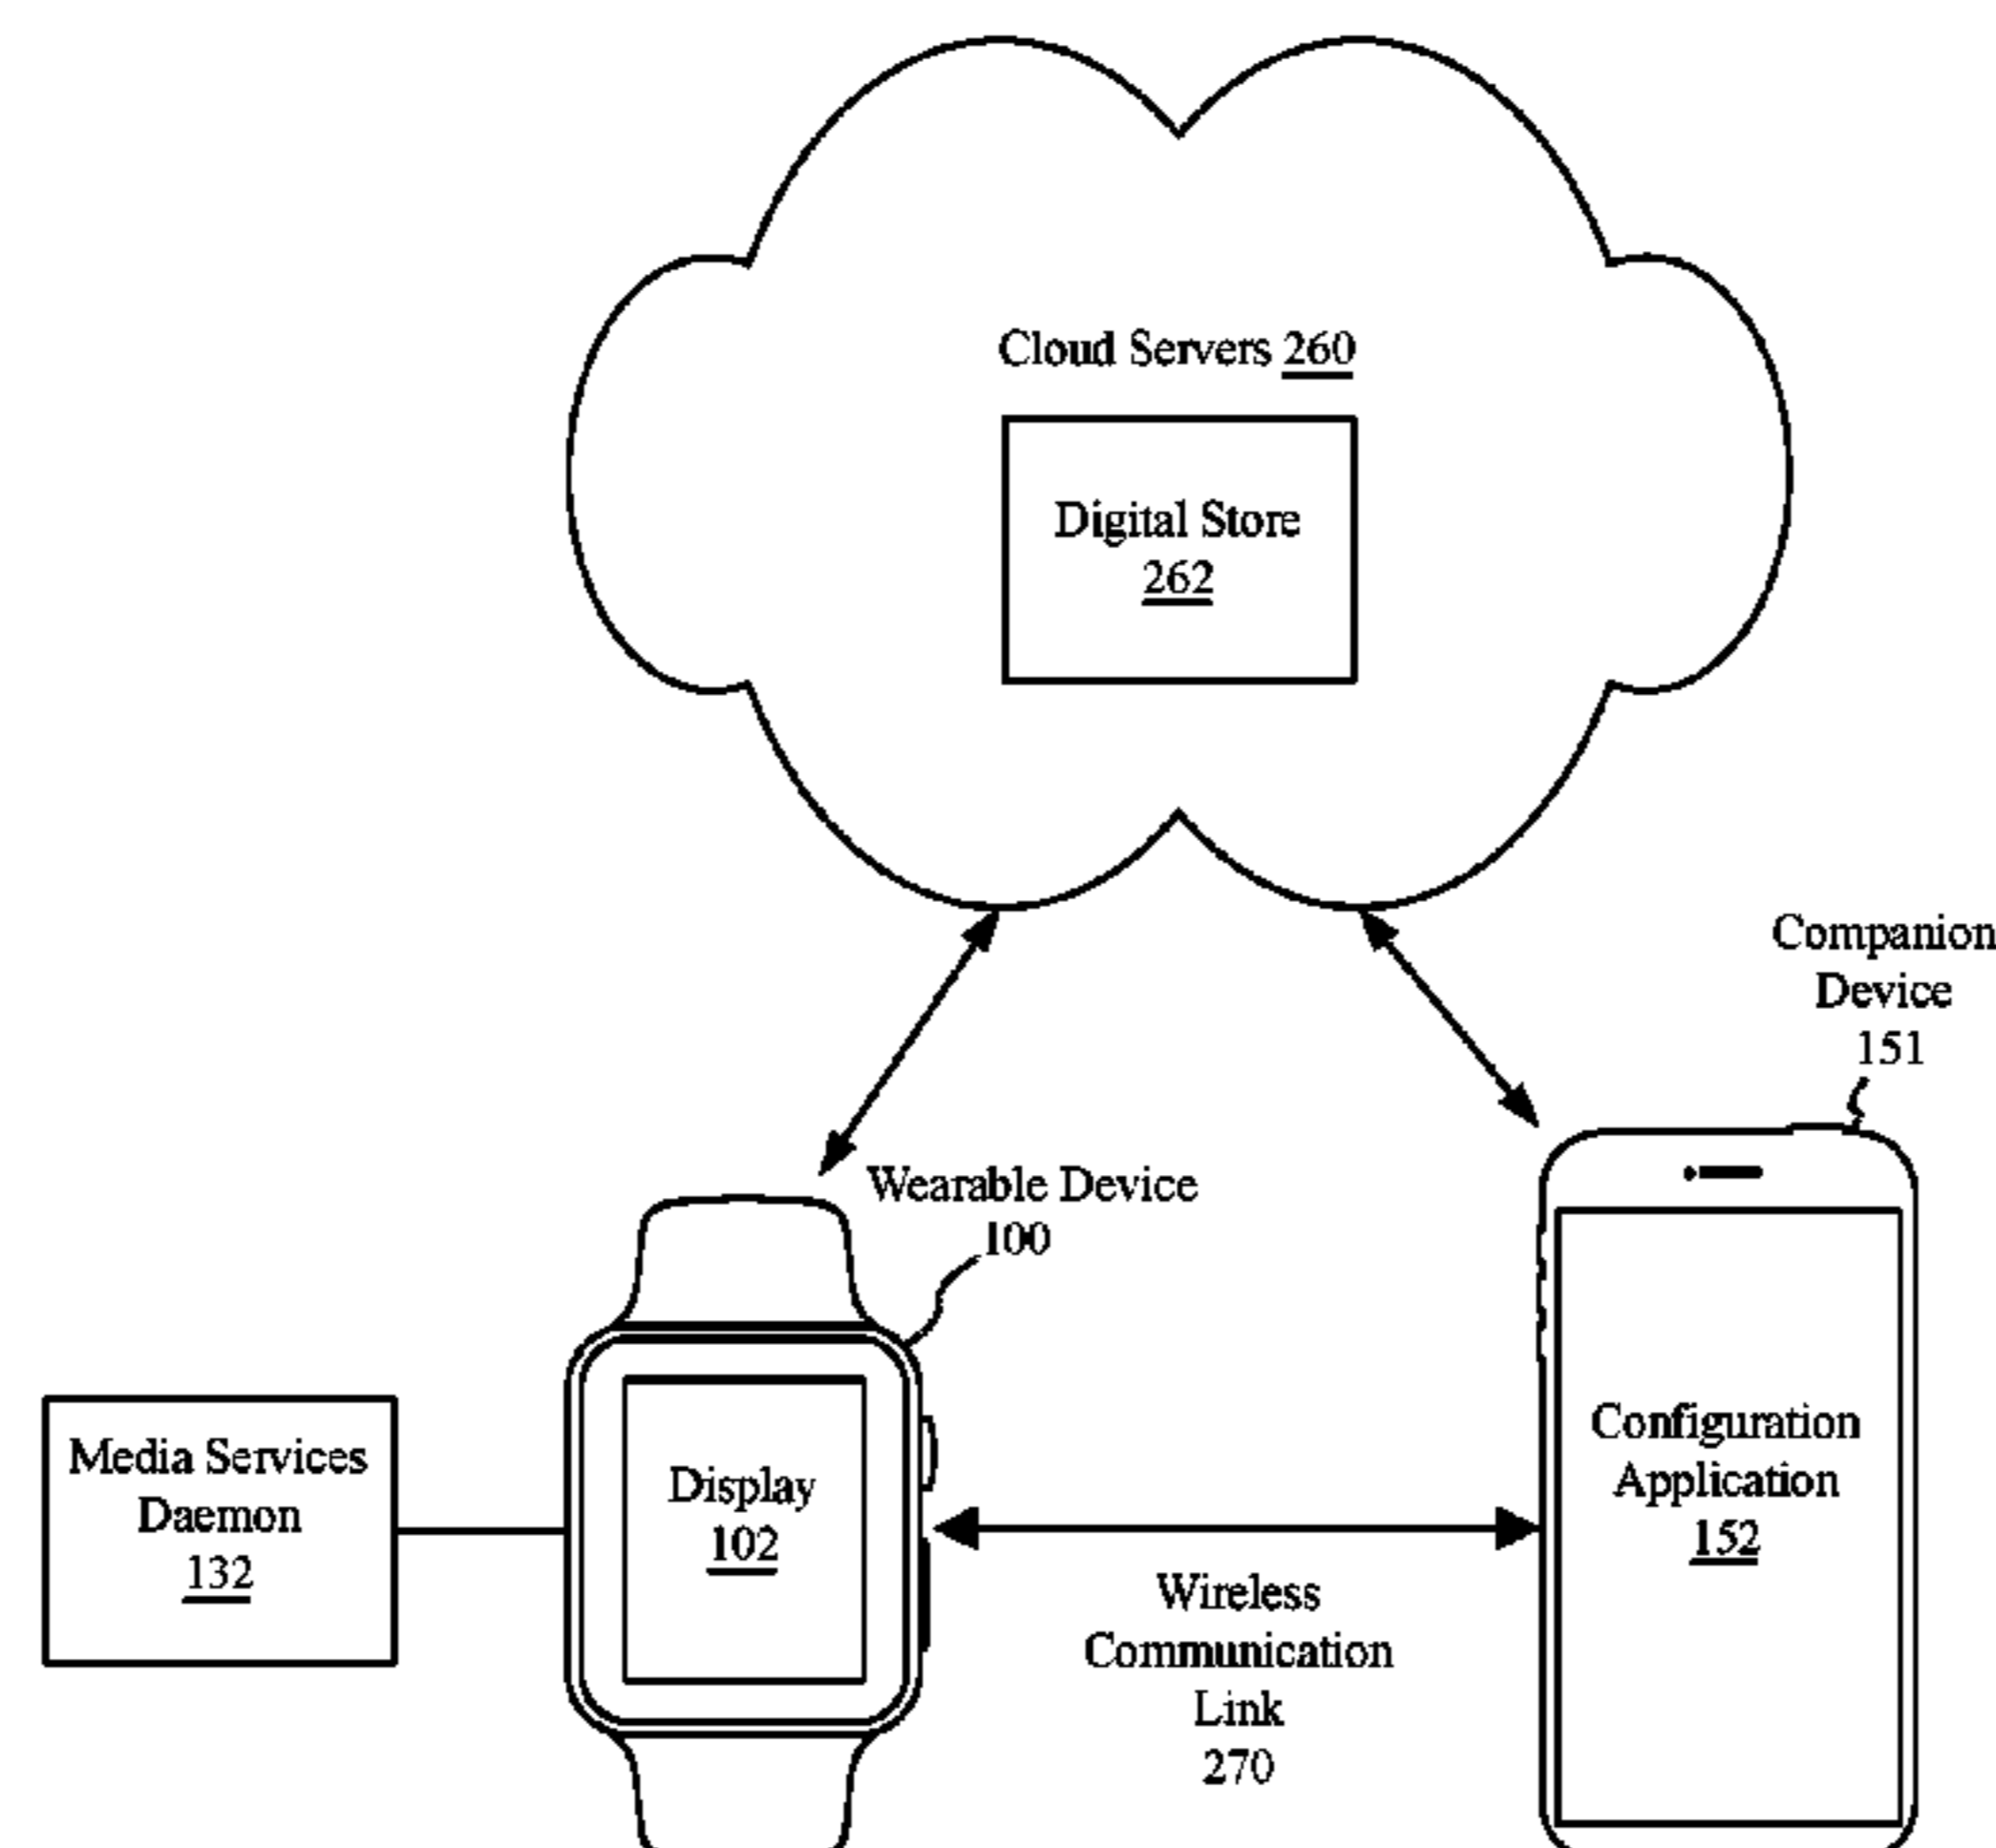 Cloud Servers 260
Digital Store
262
Companion
Device
151
Wearable Device
100
Media Services
Daemon
132
Display
102
Wireless
Communication
Link
270
Configuration
Application
152